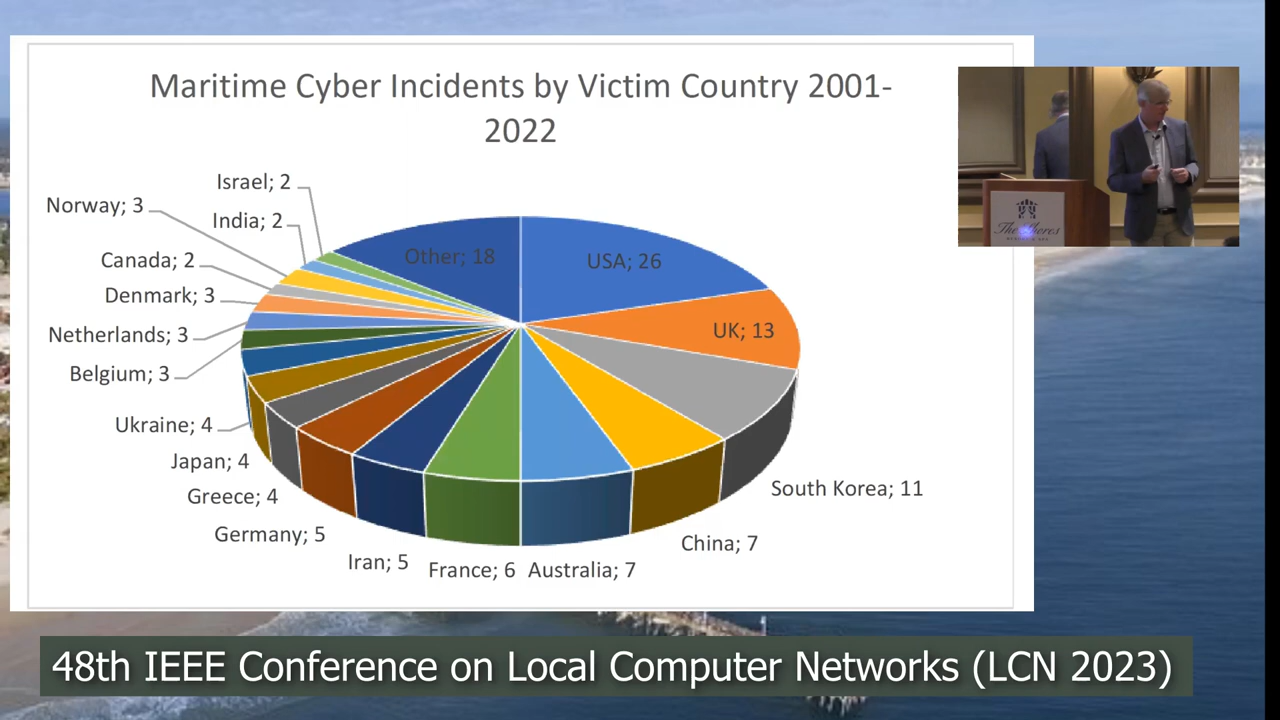 Maritime Cyber Incidents by Victim Country 2001-
2022
Israel; 2
Norway; 3
India; 2
Canada; 2
Denmark; 3
Netherlands; 3
Belgium; 3
Ukraine; 4
Japan; 4
Greece; 4
Germany; 5
Iran; 5
France; 6
Australia; 7
China; 7
South Korea; 11
UK; 13
USA; 26
Other; 18
48th IEEE Conference on Local Computer Networks (LCN 2023)